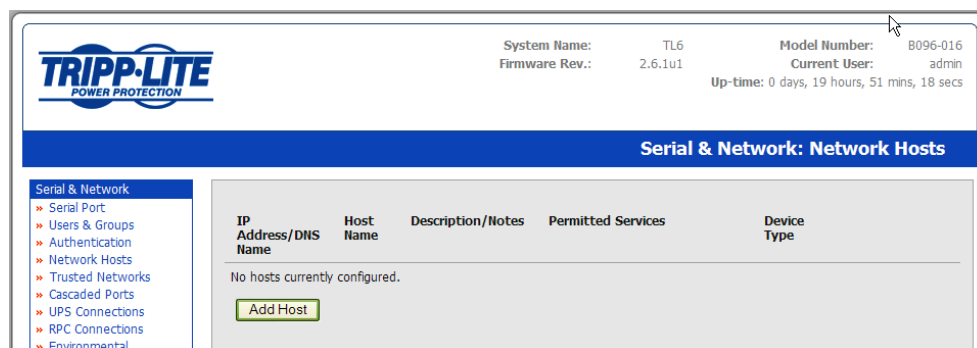 TRIPP·LITE
POWER PROTECTION
System Name: TL6 Model Number: B096-016
Firmware Rev.: 2.6.1u1 Current User: admin
Up-time: 0 days, 19 hours, 51 mins, 18 secs
Serial & Network: Network Hosts
Serial & Network
» Serial Port
» Users & Groups
» Authentication
» Network Hosts
» Trusted Networks
» Cascaded Ports
» UPS Connections
» RPC Connections
» Environmental
IP Address/DNS Name Host Name Description/Notes Permitted Services Device Type
No hosts currently configured.
Add Host